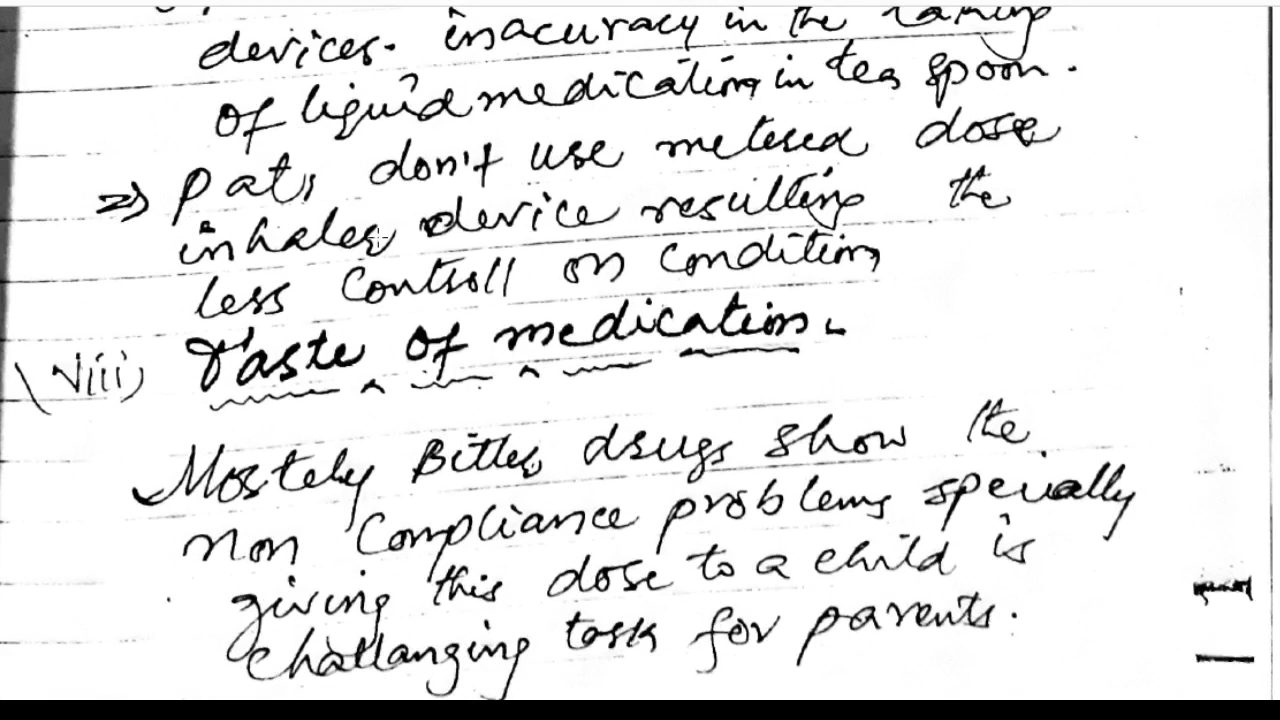 devices. inacuracy in the taking
of liquid medication in tea spoon.
=> Pat, don't use metered dose
inhaler device resulting the
less controll on condition,
(viii) Taste of medication.
Mostely Bitter drugs show the
non compliance problems specially
giving this dose to a child is
challanging task for parents.